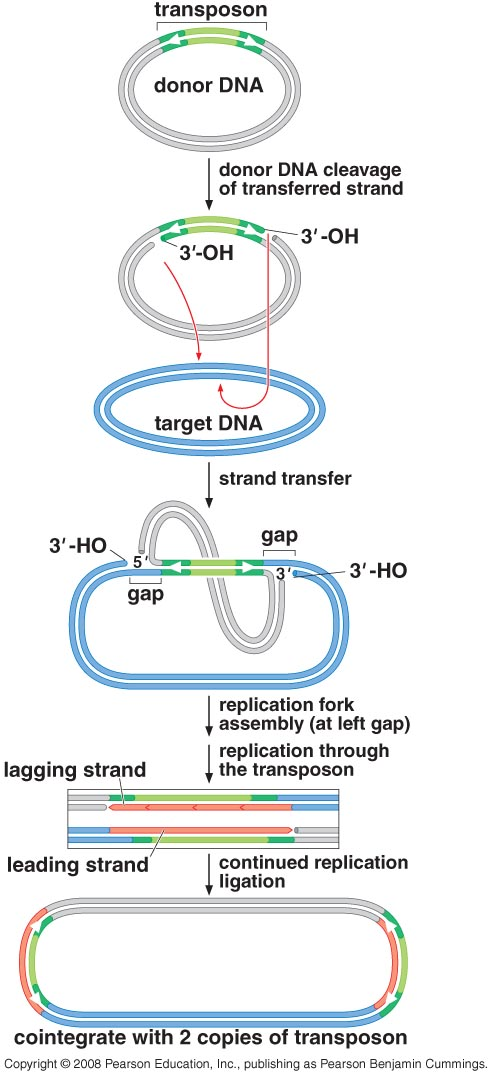 transposon
donor DNA
donor DNA cleavage
of transferred strand
3′-OH
3′-OH
target DNA
strand transfer
gap
3′-HO
5′
3′
3′-HO
gap
replication fork
assembly (at left gap)
replication through
the transposon
lagging strand
leading strand
continued replication
ligation
cointegrate with 2 copies of transposon
Copyright © 2008 Pearson Education, Inc., publishing as Pearson Benjamin Cummings.